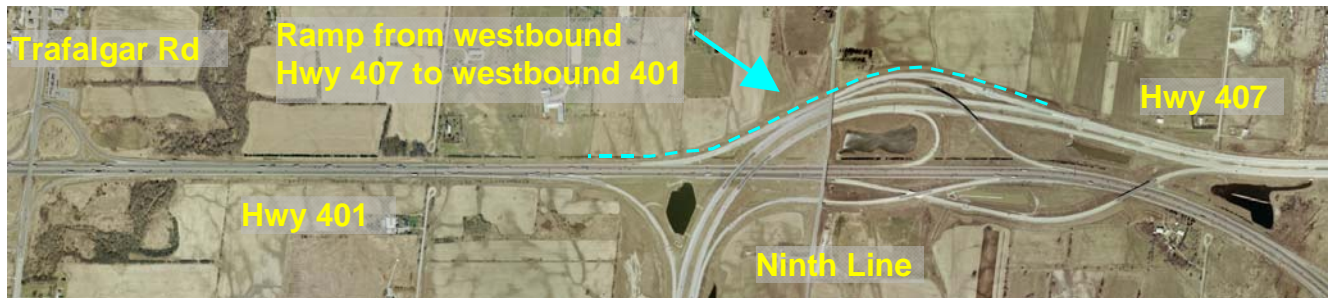 Trafalgar Rd
Ramp from westbound
Hwy 407 to westbound 401
Hwy 407
Hwy 401
Ninth Line